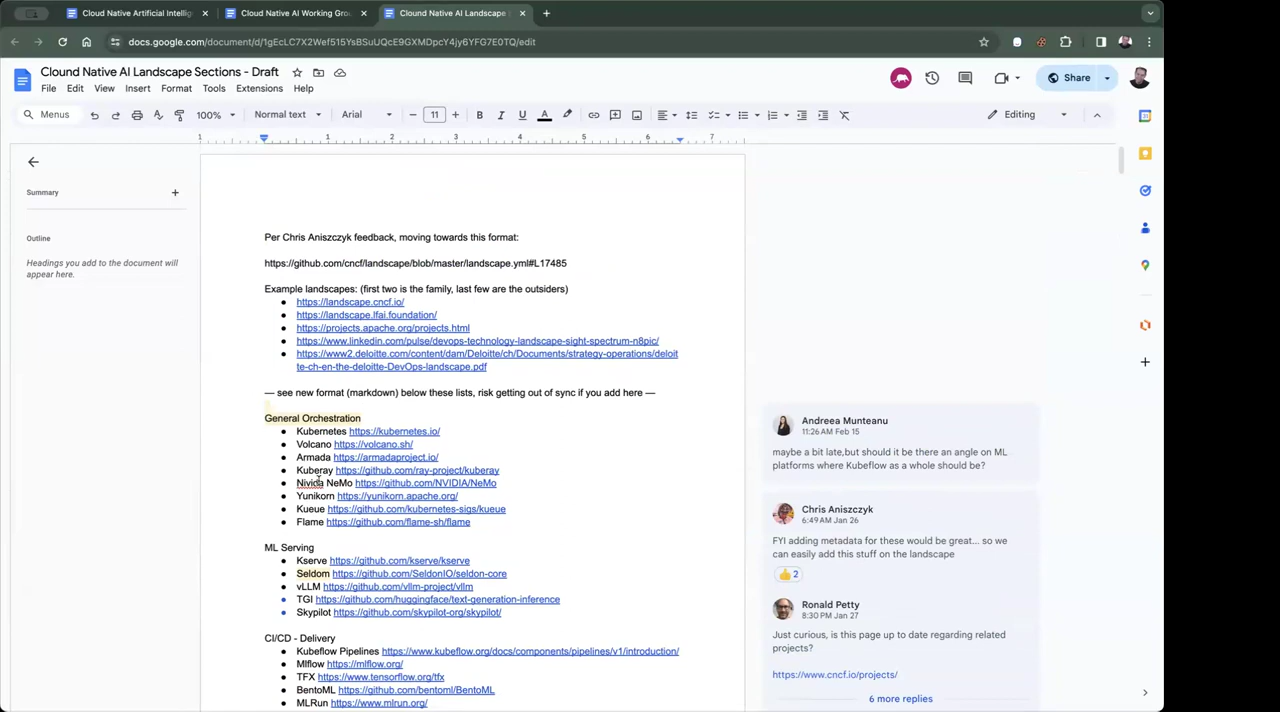 Cloud Native Artificial Intellig
Cloud Native AI Working Gro
Clound Native AI Landscape
docs.google.com/document/d/1gEcLC7X2Wef515YsBSuUQcE9GXMDpcY4jy6YFG7E0TQ/edit
Clound Native AI Landscape Sections - Draft
File Edit View Insert Format Tools Extensions Help
Share
Menus 100% Normal text Arial 11 Editing
1 1 2 3 4 5 6 7
Summary
Outline
Headings you add to the document will
appear here.
Per Chris Aniszczyk feedback, moving towards this format:
https://github.com/cncf/landscape/blob/master/landscape.yml#L17485
Example landscapes: (first two is the family, last few are the outsiders)
● https://landscape.cncf.io/
● https://landscape.lfai.foundation/
● https://projects.apache.org/projects.html
● https://www.linkedin.com/pulse/devops-technology-landscape-sight-spectrum-n8pic/
● https://www2.deloitte.com/content/dam/Deloitte/ch/Documents/strategy-operations/deloit
te-ch-en-the-deloitte-DevOps-landscape.pdf
— see new format (markdown) below these lists, risk getting out of sync if you add here —
General Orchestration
● Kubernetes https://kubernetes.io/
● Volcano https://volcano.sh/
● Armada https://armadaproject.io/
● Kuberay https://github.com/ray-project/kuberay
● Nividia NeMo https://github.com/NVIDIA/NeMo
● Yunikorn https://yunikorn.apache.org/
● Kueue https://github.com/kubernetes-sigs/kueue
● Flame https://github.com/flame-sh/flame
ML Serving
● Kserve https://github.com/kserve/kserve
● Seldom https://github.com/SeldonIO/seldon-core
● vLLM https://github.com/vllm-project/vllm
● TGI https://github.com/huggingface/text-generation-inference
● Skypilot https://github.com/skypilot-org/skypilot/
CI/CD - Delivery
● Kubeflow Pipelines https://www.kubeflow.org/docs/components/pipelines/v1/introduction/
● Mlflow https://mlflow.org/
● TFX https://www.tensorflow.org/tfx
● BentoML https://github.com/bentoml/BentoML
● MLRun https://www.mlrun.org/
Andreea Munteanu
11:26 AM Feb 15
maybe a bit late,but should it be there an angle on ML
platforms where Kubeflow as a whole should be?
Chris Aniszczyk
6:49 AM Jan 26
FYI adding metadata for these would be great... so we
can easily add this stuff on the landscape
👍 2
Ronald Petty
8:30 PM Jan 27
Just curious, is this page up to date regarding related
projects?
https://www.cncf.io/projects/
6 more replies